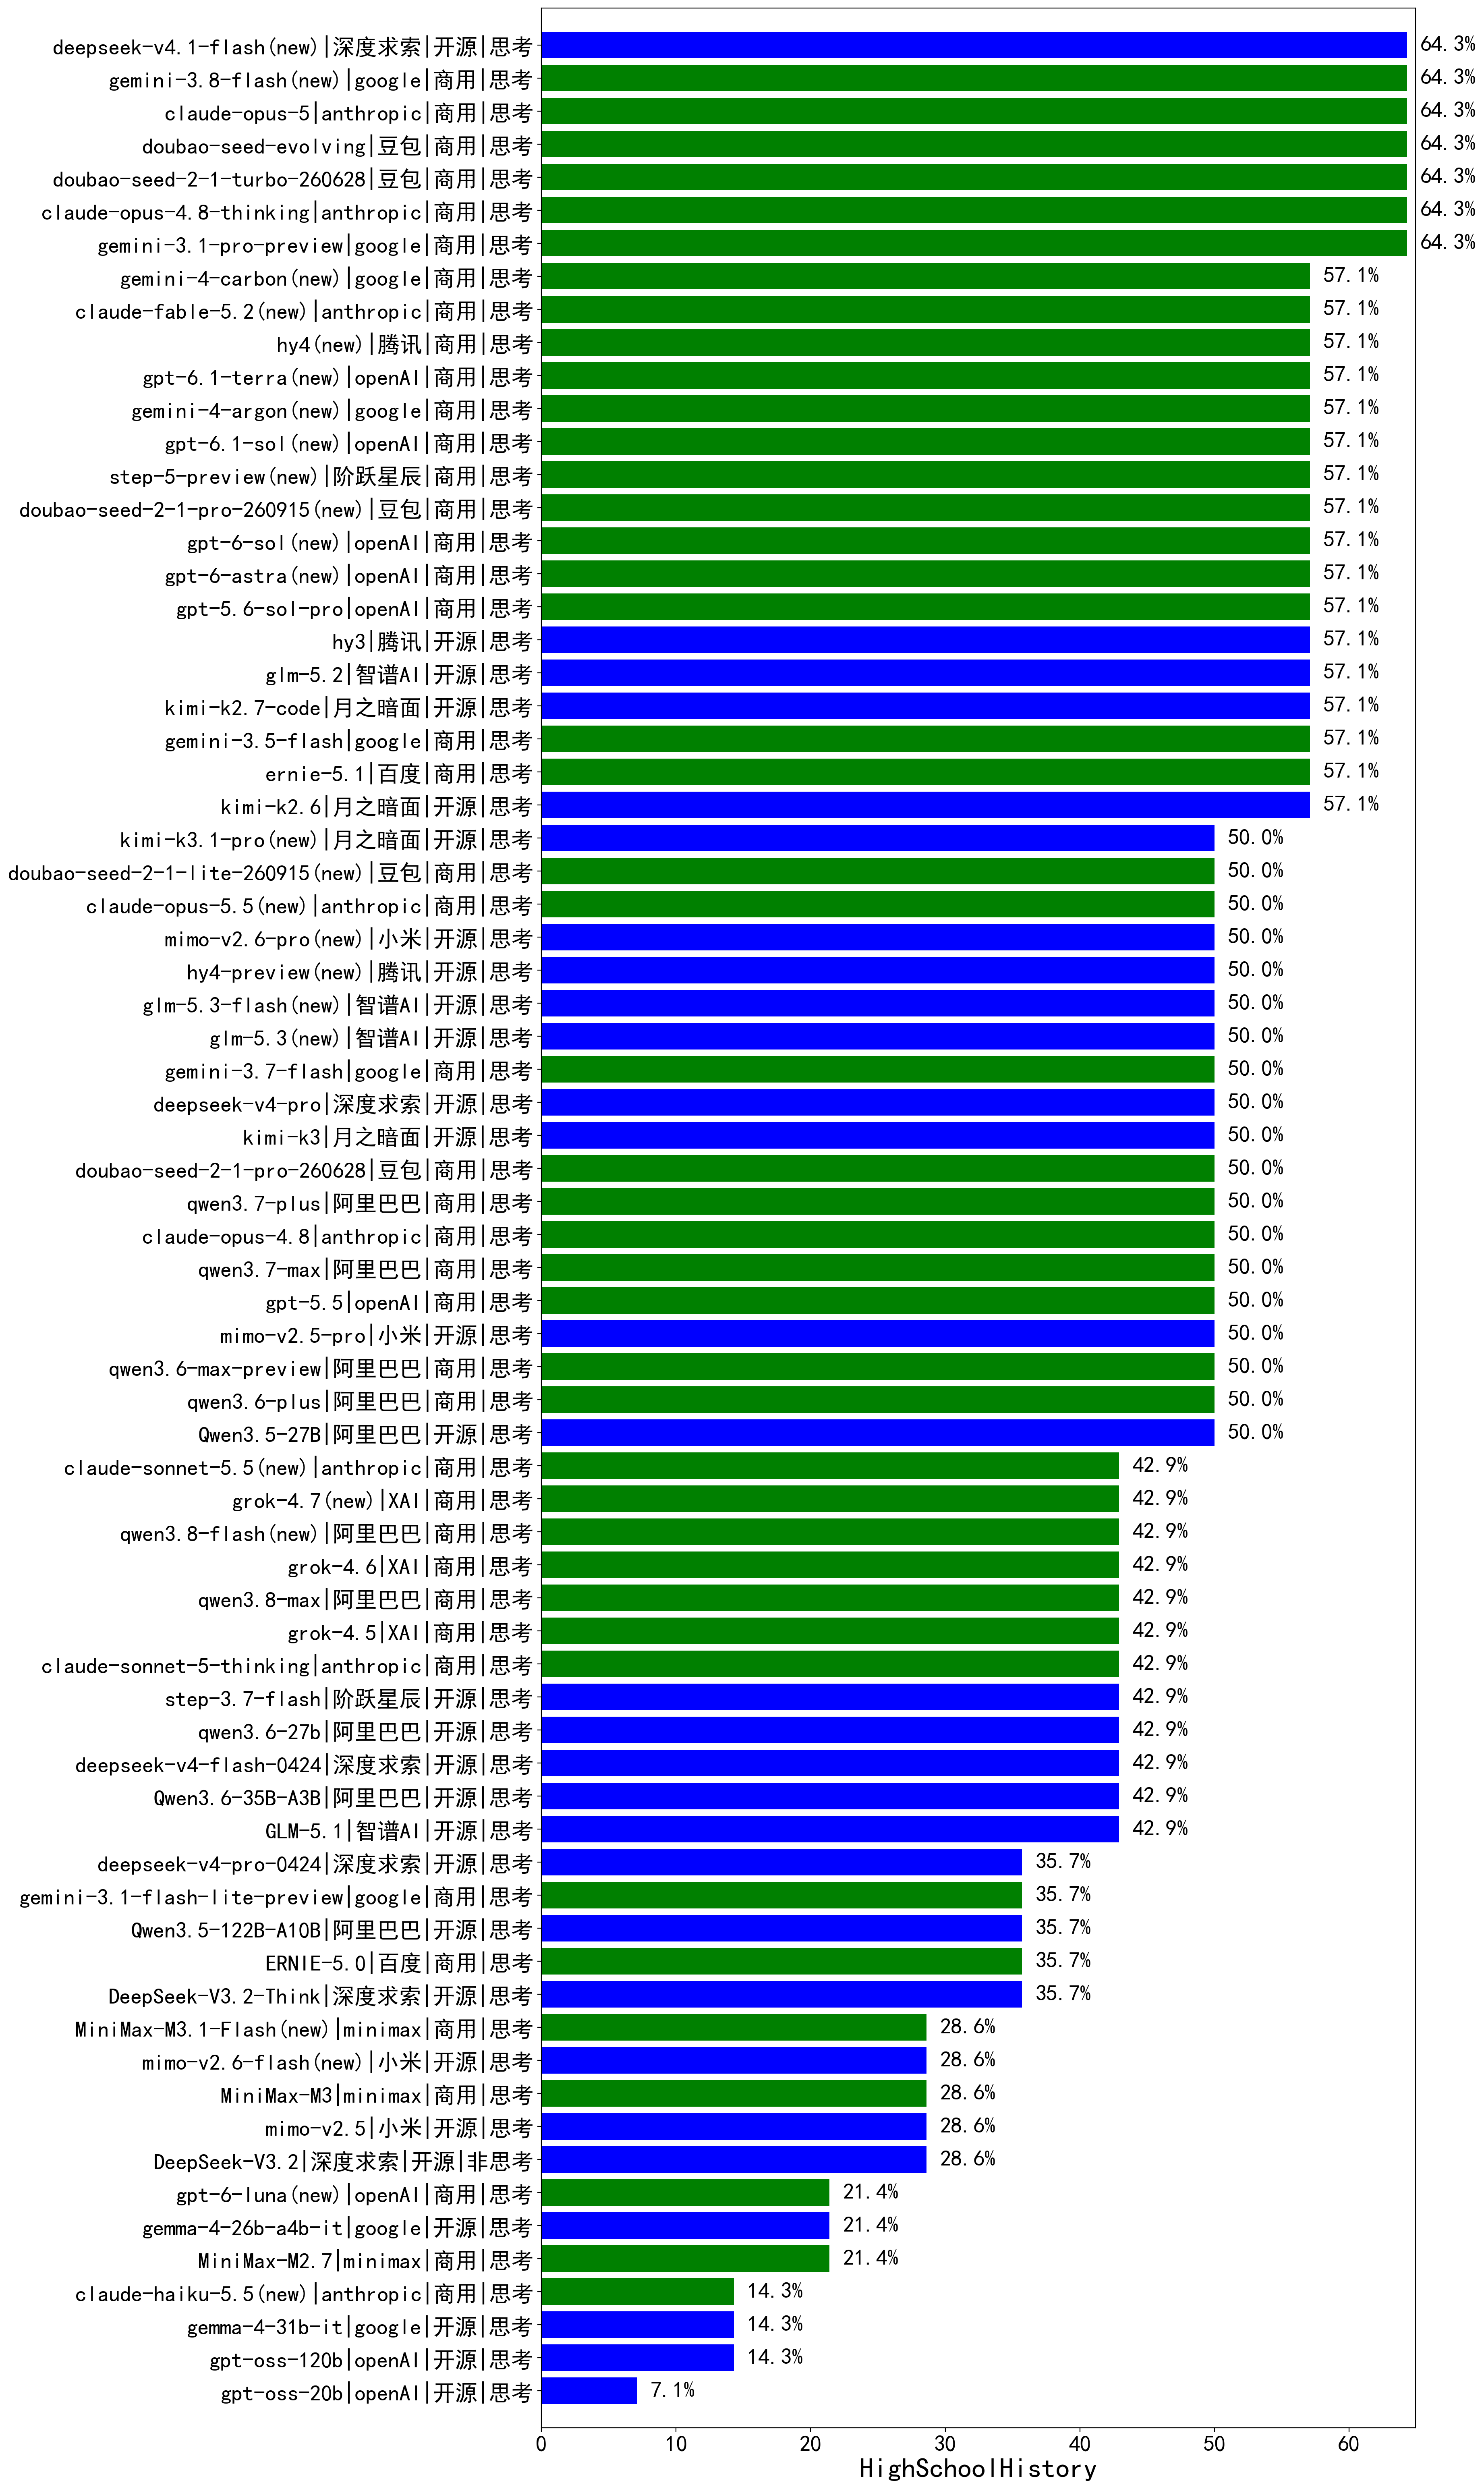 deepseek-v4.1-flash(new)|深度求索|开源|思考 64.3%
gemini-3.8-flash(new)|google|商用|思考 64.3%
claude-opus-5|anthropic|商用|思考 64.3%
doubao-seed-evolving|豆包|商用|思考 64.3%
doubao-seed-2-1-turbo-260628|豆包|商用|思考 64.3%
claude-opus-4.8-thinking|anthropic|商用|思考 64.3%
gemini-3.1-pro-preview|google|商用|思考 64.3%
gemini-4-carbon(new)|google|商用|思考 57.1%
claude-fable-5.2(new)|anthropic|商用|思考 57.1%
hy4(new)|腾讯|商用|思考 57.1%
gpt-6.1-terra(new)|openAI|商用|思考 57.1%
gemini-4-argon(new)|google|商用|思考 57.1%
gpt-6.1-sol(new)|openAI|商用|思考 57.1%
step-5-preview(new)|阶跃星辰|商用|思考 57.1%
doubao-seed-2-1-pro-260915(new)|豆包|商用|思考 57.1%
gpt-6-sol(new)|openAI|商用|思考 57.1%
gpt-6-astra(new)|openAI|商用|思考 57.1%
gpt-5.6-sol-pro|openAI|商用|思考 57.1%
hy3|腾讯|开源|思考 57.1%
glm-5.2|智谱AI|开源|思考 57.1%
kimi-k2.7-code|月之暗面|开源|思考 57.1%
gemini-3.5-flash|google|商用|思考 57.1%
ernie-5.1|百度|商用|思考 57.1%
kimi-k2.6|月之暗面|开源|思考 57.1%
kimi-k3.1-pro(new)|月之暗面|开源|思考 50.0%
doubao-seed-2-1-lite-260915(new)|豆包|商用|思考 50.0%
claude-opus-5.5(new)|anthropic|商用|思考 50.0%
mimo-v2.6-pro(new)|小米|开源|思考 50.0%
hy4-preview(new)|腾讯|开源|思考 50.0%
glm-5.3-flash(new)|智谱AI|开源|思考 50.0%
glm-5.3(new)|智谱AI|开源|思考 50.0%
gemini-3.7-flash|google|商用|思考 50.0%
deepseek-v4-pro|深度求索|开源|思考 50.0%
kimi-k3|月之暗面|开源|思考 50.0%
doubao-seed-2-1-pro-260628|豆包|商用|思考 50.0%
qwen3.7-plus|阿里巴巴|商用|思考 50.0%
claude-opus-4.8|anthropic|商用|思考 50.0%
qwen3.7-max|阿里巴巴|商用|思考 50.0%
gpt-5.5|openAI|商用|思考 50.0%
mimo-v2.5-pro|小米|开源|思考 50.0%
qwen3.6-max-preview|阿里巴巴|商用|思考 50.0%
qwen3.6-plus|阿里巴巴|商用|思考 50.0%
Qwen3.5-27B|阿里巴巴|开源|思考 50.0%
claude-sonnet-5.5(new)|anthropic|商用|思考 42.9%
grok-4.7(new)|XAI|商用|思考 42.9%
qwen3.8-flash(new)|阿里巴巴|商用|思考 42.9%
grok-4.6|XAI|商用|思考 42.9%
qwen3.8-max|阿里巴巴|商用|思考 42.9%
grok-4.5|XAI|商用|思考 42.9%
claude-sonnet-5-thinking|anthropic|商用|思考 42.9%
step-3.7-flash|阶跃星辰|开源|思考 42.9%
qwen3.6-27b|阿里巴巴|开源|思考 42.9%
deepseek-v4-flash-0424|深度求索|开源|思考 42.9%
Qwen3.6-35B-A3B|阿里巴巴|开源|思考 42.9%
GLM-5.1|智谱AI|开源|思考 42.9%
deepseek-v4-pro-0424|深度求索|开源|思考 35.7%
gemini-3.1-flash-lite-preview|google|商用|思考 35.7%
Qwen3.5-122B-A10B|阿里巴巴|开源|思考 35.7%
ERNIE-5.0|百度|商用|思考 35.7%
DeepSeek-V3.2-Think|深度求索|开源|思考 35.7%
MiniMax-M3.1-Flash(new)|minimax|商用|思考 28.6%
mimo-v2.6-flash(new)|小米|开源|思考 28.6%
MiniMax-M3|minimax|商用|思考 28.6%
mimo-v2.5|小米|开源|思考 28.6%
DeepSeek-V3.2|深度求索|开源|非思考 28.6%
gpt-6-luna(new)|openAI|商用|思考 21.4%
gemma-4-26b-a4b-it|google|开源|思考 21.4%
MiniMax-M2.7|minimax|商用|思考 21.4%
claude-haiku-5.5(new)|anthropic|商用|思考 14.3%
gemma-4-31b-it|google|开源|思考 14.3%
gpt-oss-120b|openAI|开源|思考 14.3%
gpt-oss-20b|openAI|开源|思考 7.1%
0 10 20 30 40 50 60
HighSchoolHistory